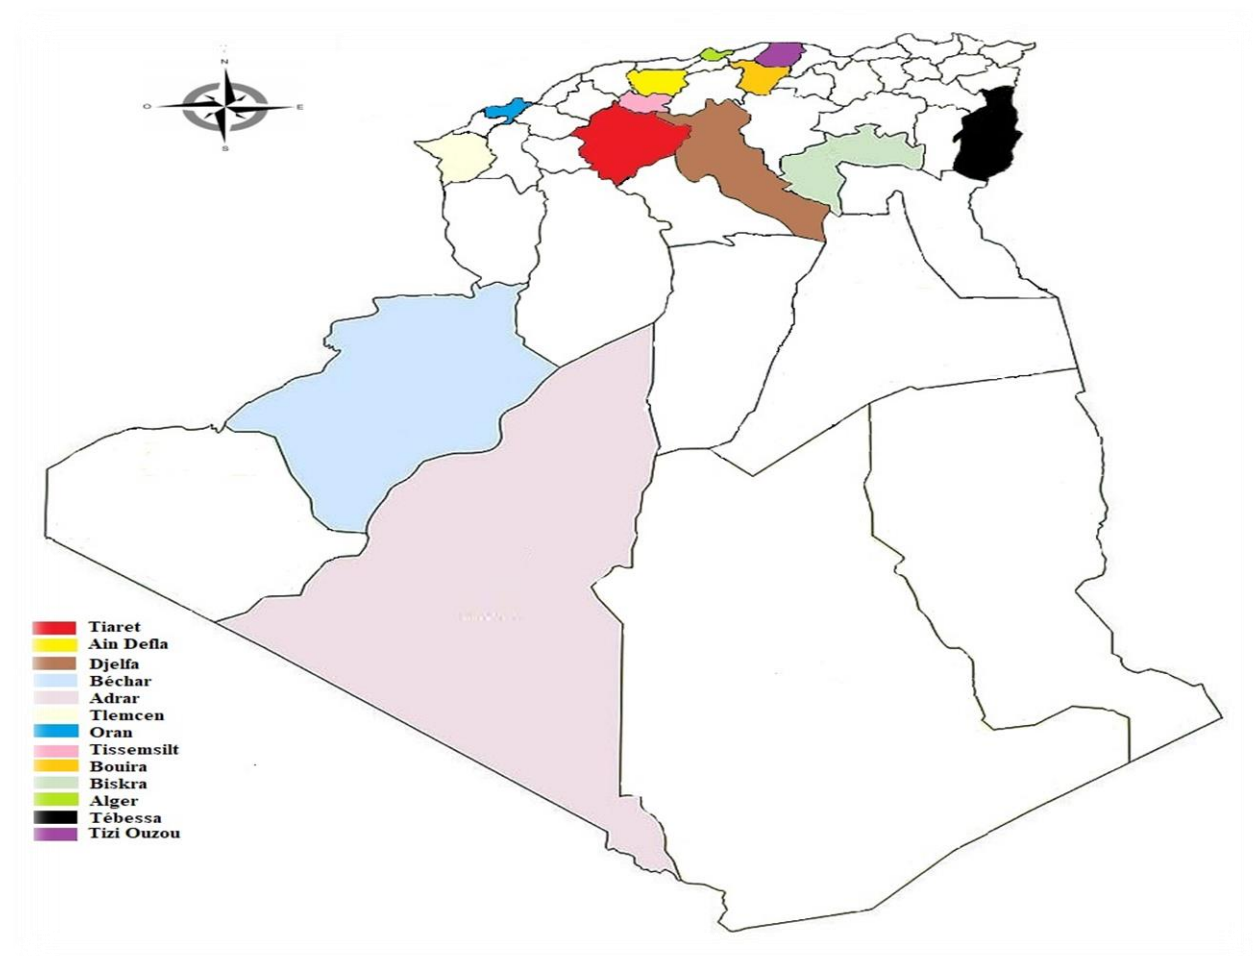 N
O
E
S
Tiaret
Ain Defla
Djelfa
Béchar
Adrar
Tlemcen
Oran
Tissemsilt
Bouira
Biskra
Alger
Tébessa
Tizi Ouzou